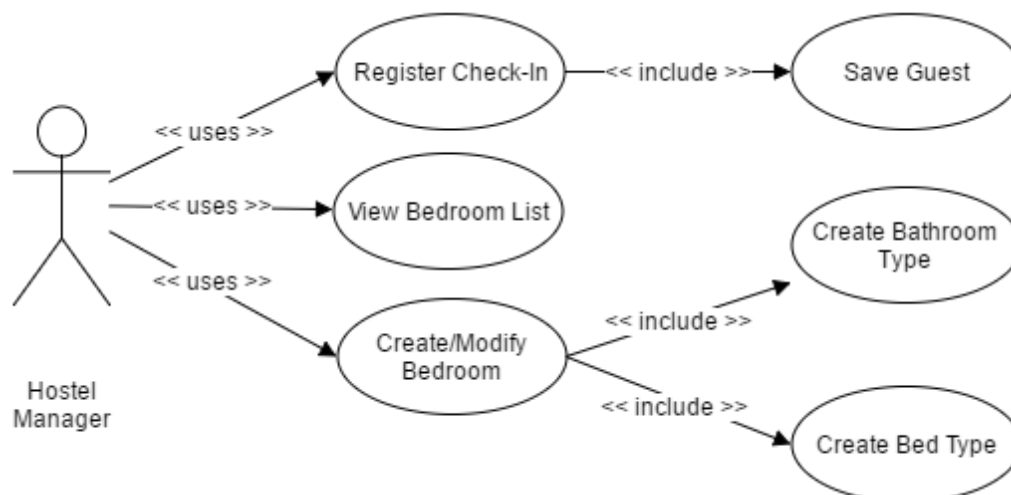 Register Check-In
<< include >>
Save Guest
<< uses >>
<< uses >>
View Bedroom List
Create Bathroom
Type
<< uses >>
<< include >>
Create/Modify
Bedroom
<< include >>
Hostel
Manager
Create Bed Type